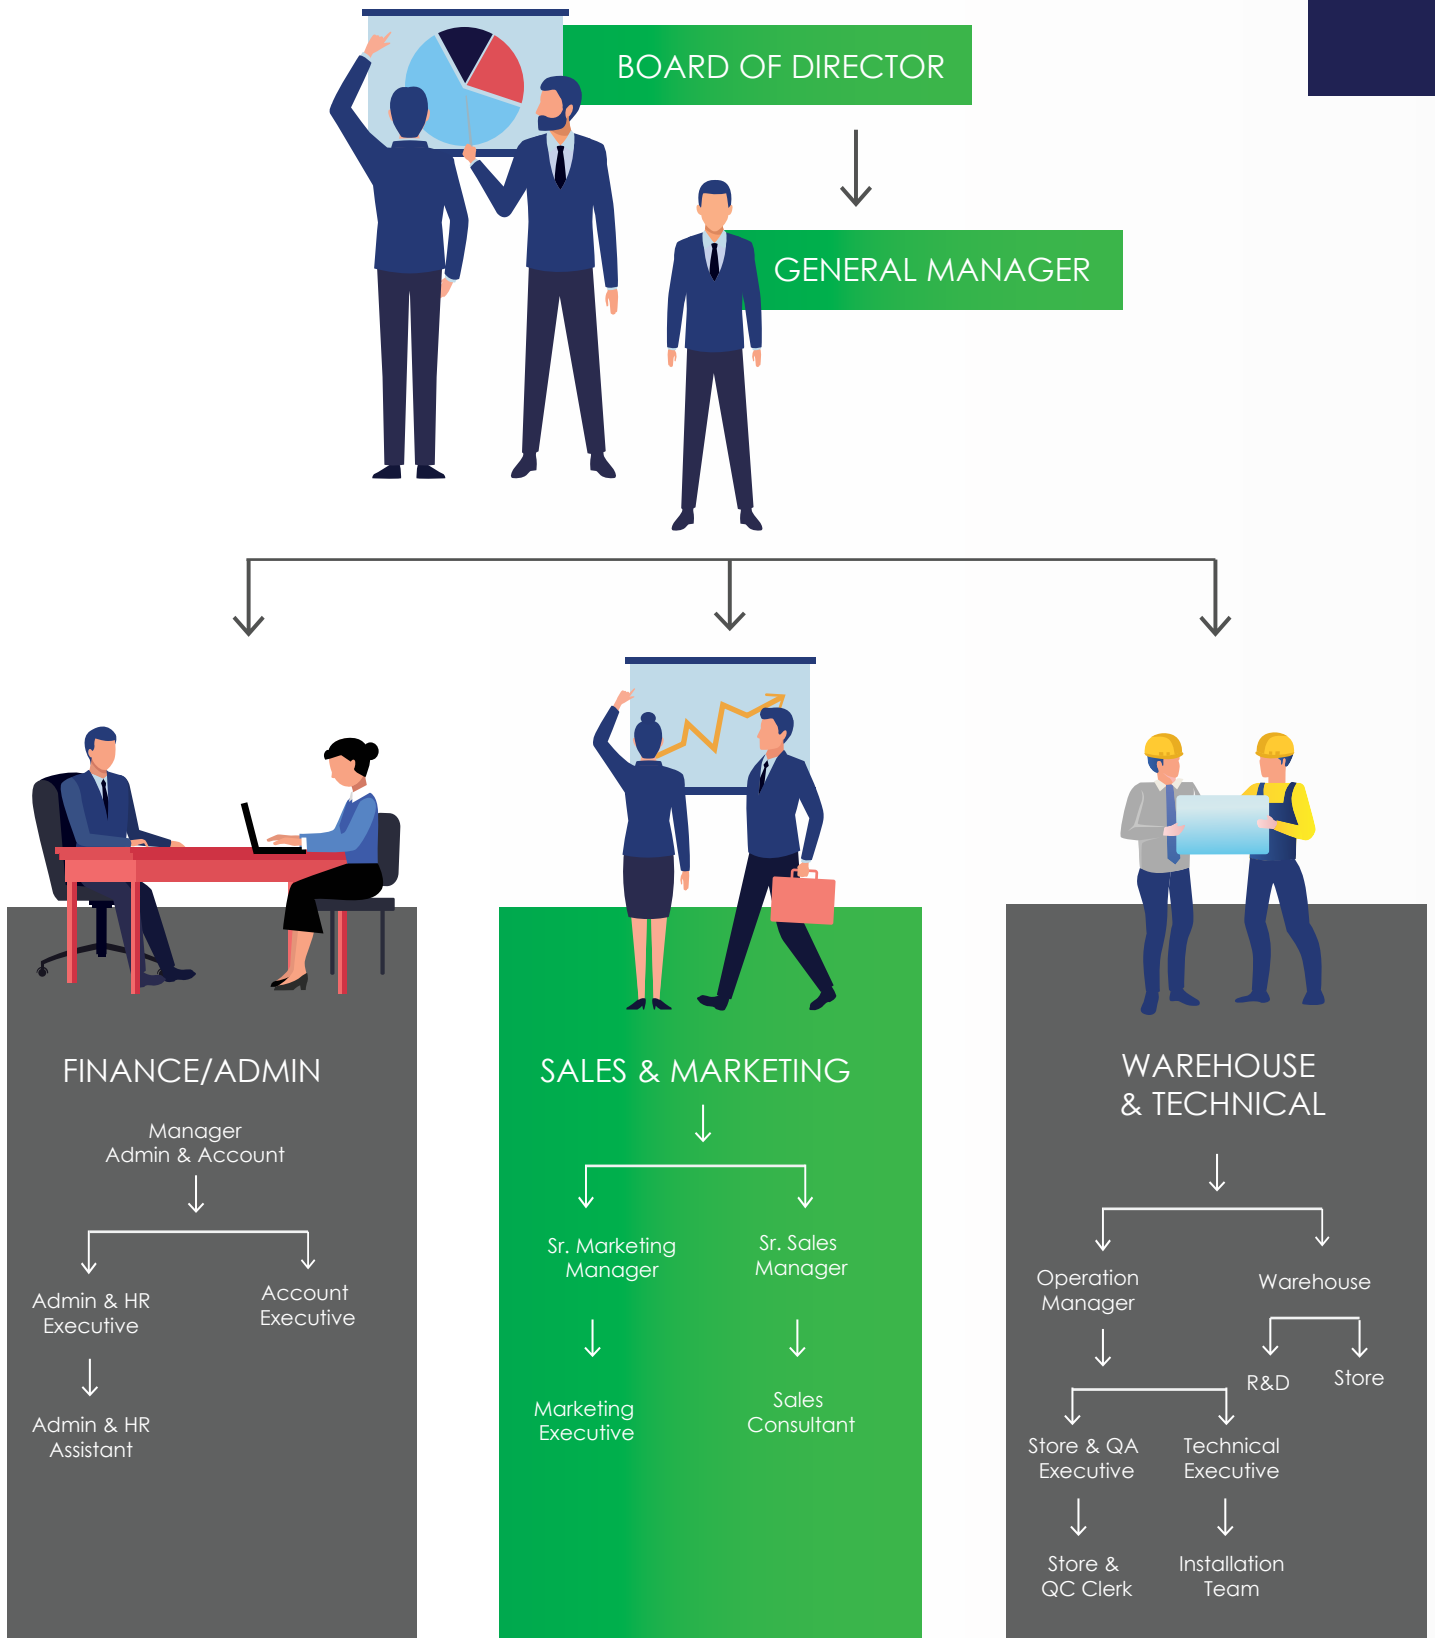 BOARD OF DIRECTOR
GENERAL MANAGER
FINANCE/ADMIN
Manager
Admin & Account
Admin & HR
Executive
Account
Executive
Admin & HR
Assistant
SALES & MARKETING
Sr. Marketing
Manager
Sr. Sales
Manager
Marketing
Executive
Sales
Consultant
WAREHOUSE
& TECHNICAL
Operation
Manager
Warehouse
R&D
Store
Store & QA
Executive
Technical
Executive
Store &
QC Clerk
Installation
Team